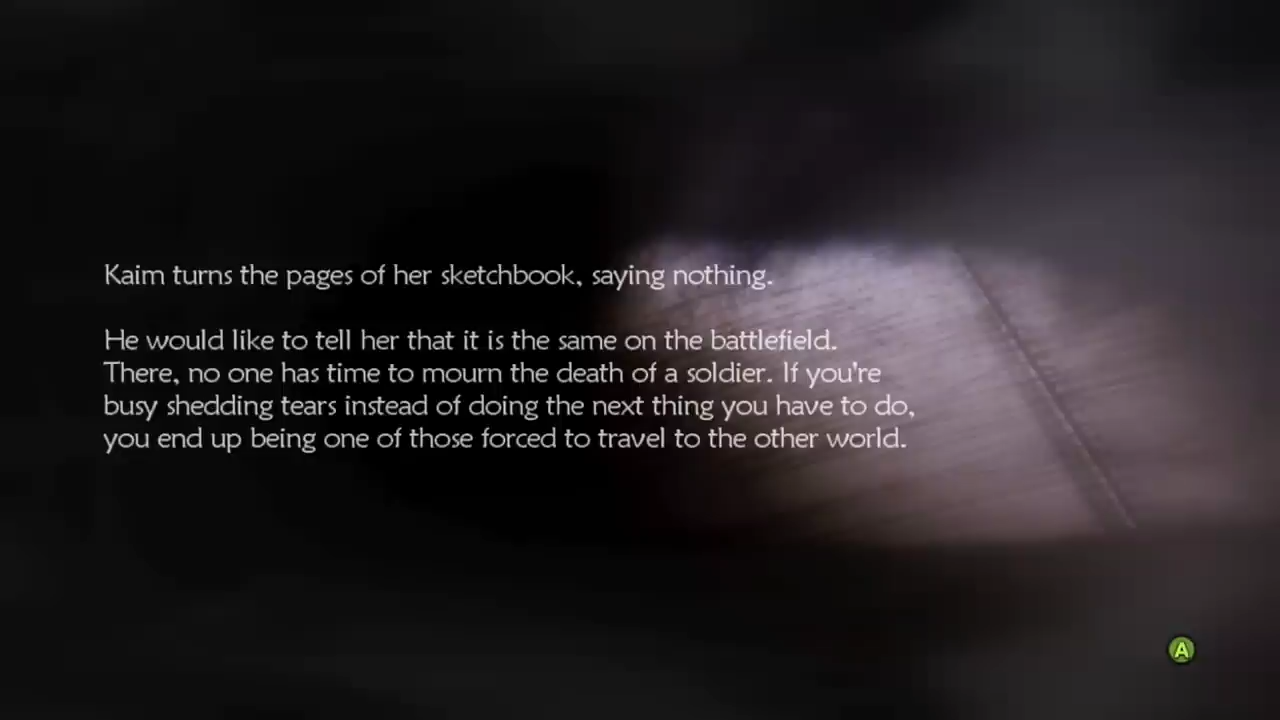 Kaim turns the pages of her sketchbook, saying nothing.
He would like to tell her that it is the same on the battlefield.
There, no one has time to mourn the death of a soldier. If you're
busy shedding tears instead of doing the next thing you have to do,
you end up being one of those forced to travel to the other world.
A